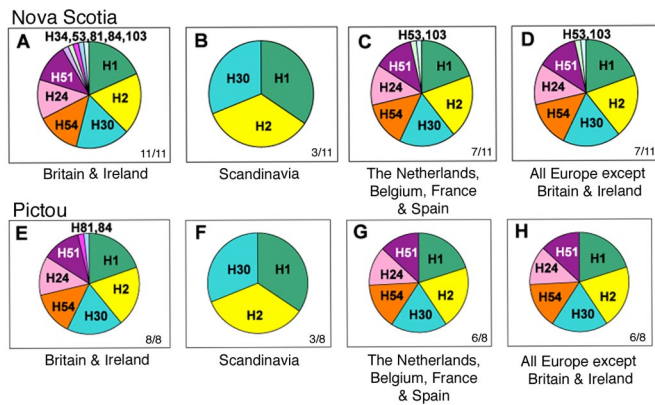 Nova Scotia
A
H34,53,81,84,103
H1
H2
H30
H54
H24
H51
11/11
Britain & Ireland
B
H30
H1
H2
3/11
Scandinavia
C
H53,103
H1
H2
H30
H54
H24
H51
7/11
The Netherlands,
Belgium, France
& Spain
D
H53,103
H1
H2
H30
H54
H24
H51
7/11
All Europe except
Britain & Ireland
Pictou
E
H81,84
H1
H2
H30
H54
H24
H51
8/8
Britain & Ireland
F
H30
H1
H2
3/8
Scandinavia
G
H51
H1
H24
H2
H54
H30
6/8
The Netherlands,
Belgium, France
& Spain
H
H51
H1
H24
H2
H54
H30
6/8
All Europe except
Britain & Ireland